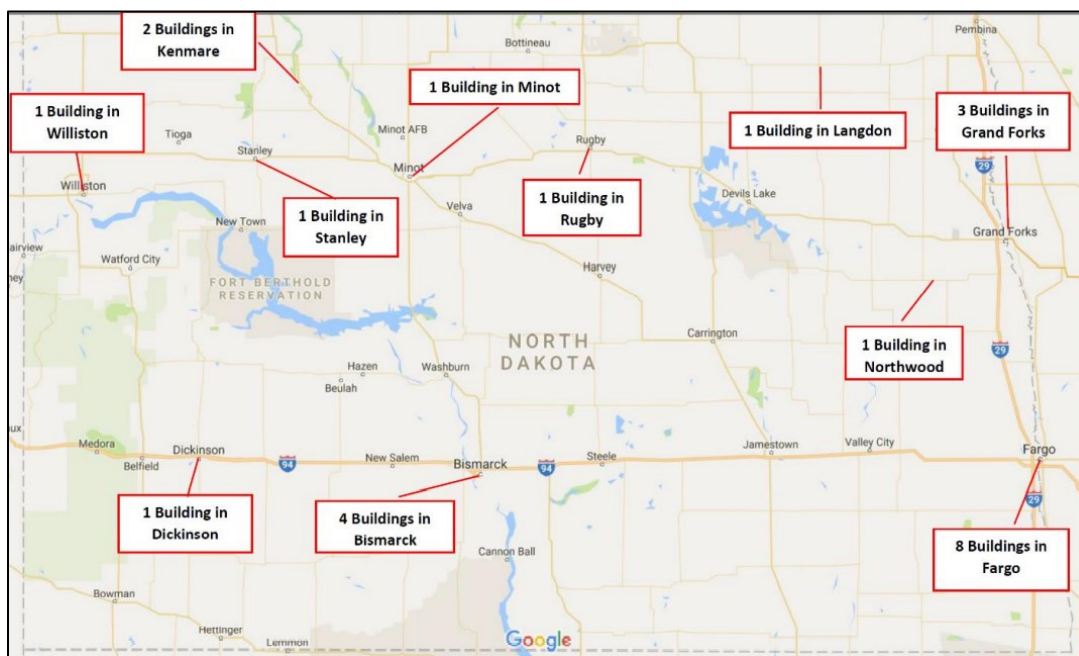 2 Buildings in
Kenmare
Bottineau
Pembina
1 Building in Minot
1 Building in
Williston
3 Buildings in
Grand Forks
Tioga
Minot AFB
1 Building in Langdon
Stanley
Rugby
29
Minot
Williston
Devils Lake
1 Building in
Stanley
1 Building in
Rugby
Velva
New Town
Grand Forks
airview
Watford City
Harvey
ney
FORT BERTHOLD
RESERVATION
Carrington
NORTH
DAKOTA
1 Building in
Northwood
29
Hazen
Washburn
Beulah
aux
Medora
Dickinson
Jamestown
Valley City
Fargo
Belfield
94
New Salem
Bismarck
94
Steele
29
1 Building in
Dickinson
4 Buildings in
Bismarck
8 Buildings in
Fargo
Cannon Ball
Bowman
Hettinger
Lemmon
Google